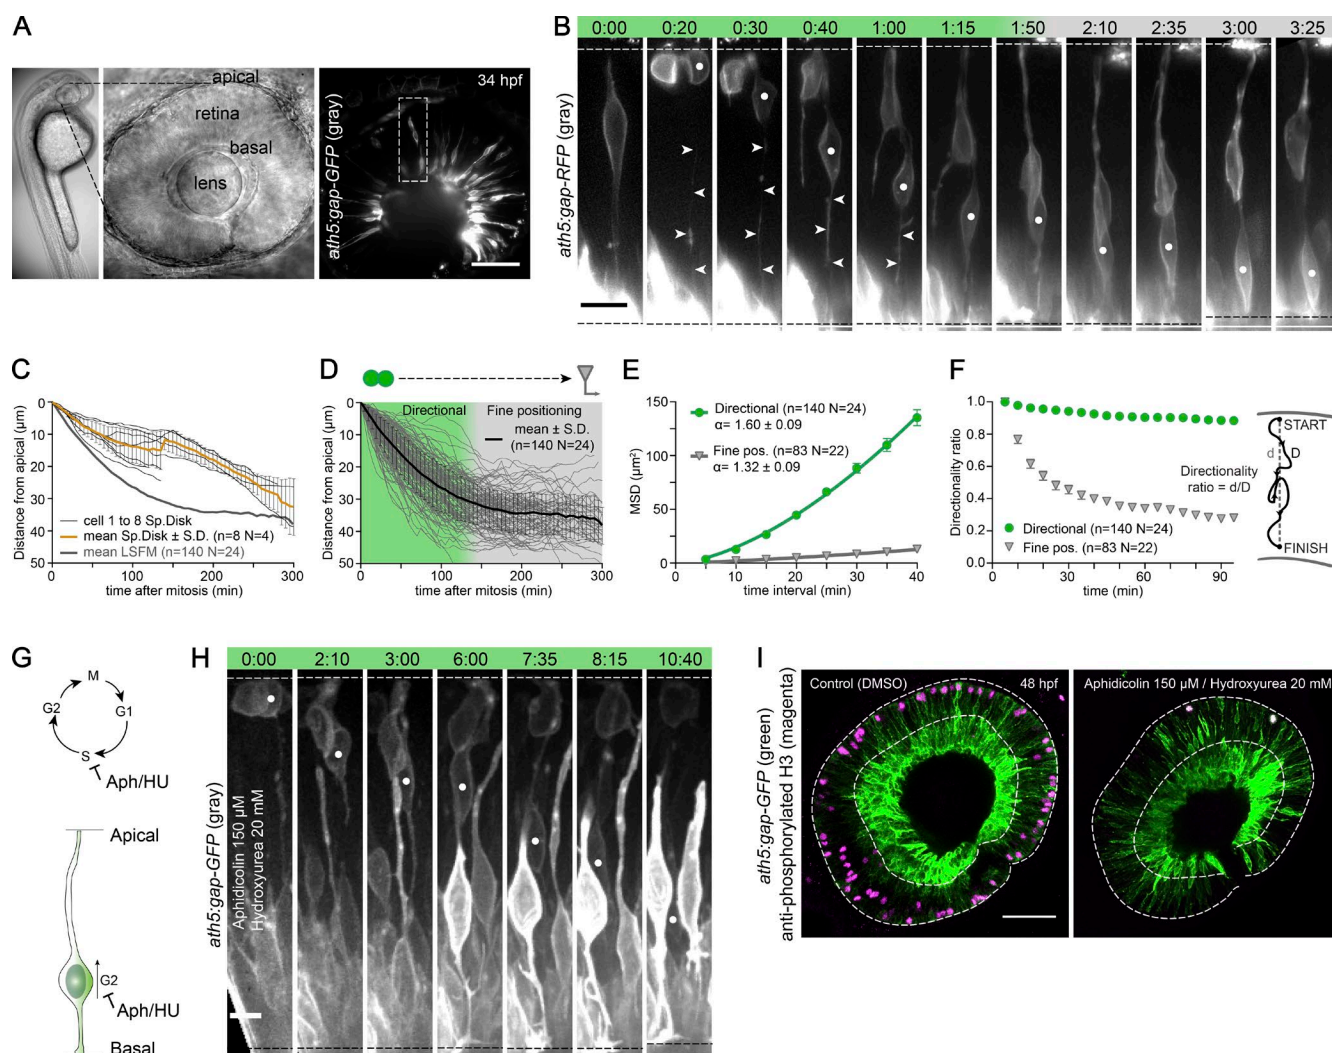 A
apical
retina
basal
lens
ath5:gap-GFP (gray)
34 hpf
B
0:00 0:20 0:30 0:40 1:00 1:15 1:50 2:10 2:35 3:00 3:25
ath5:gap-RFP (gray)
C
Distance from apical (µm)
0
10
20
30
40
50
cell 1 to 8 Sp.Disk
mean Sp.Disk ± S.D. (n=8 N=4)
mean LSFM (n=140 N=24)
0 100 200 300
time after mitosis (min)
D
Distance from apical (µm)
0
10
20
30
40
50
Directional
Fine positioning
mean ± S.D.
(n=140 N=24)
0 100 200 300
time after mitosis (min)
E
MSD (µm²)
150
100
50
0
Directional (n=140 N=24)
α= 1.60 ± 0.09
Fine pos. (n=83 N=22)
α= 1.32 ± 0.09
0 10 20 30 40
time interval (min)
F
Directionality ratio
1.0
0.8
0.6
0.4
0.2
0.0
Directional (n=140 N=24)
Fine pos. (n=83 N=22)
0 30 60 90
time (min)
START
d
D
Directionality
ratio = d/D
FINISH
G
M
G2
G1
S
Aph/HU
Apical
G2
Aph/HU
Basal
H
0:00 2:10 3:00 6:00 7:35 8:15 10:40
ath5:gap-GFP (gray)
Aphidicolin 150 µM
Hydroxyurea 20 mM
I
ath5:gap-GFP (green)
anti-phosphorylated H3 (magenta)
Control (DMSO)
48 hpf
Aphidicolin 150 µM / Hydroxyurea 20 mM